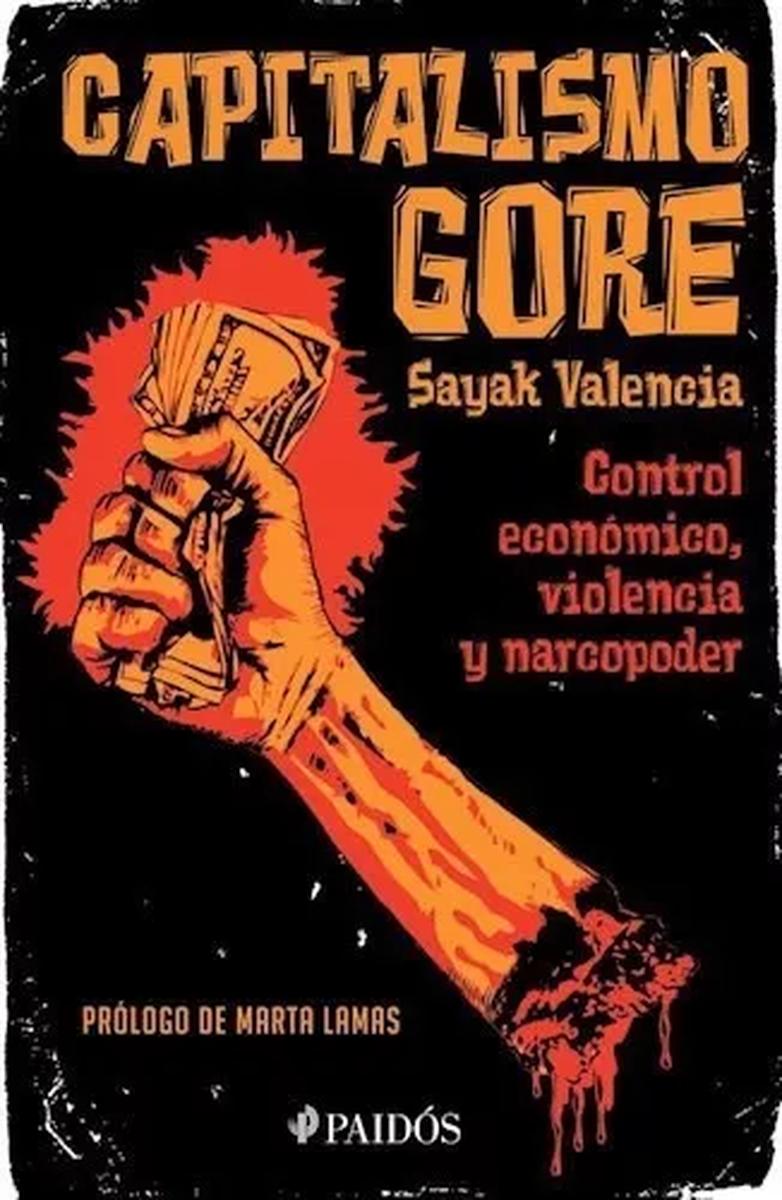 CAPITALISMO
GORE
Sayak Valencia
Control
económico,
violencia
y narcopoder
PRÓLOGO DE MARTA LAMAS
PAIDÓS